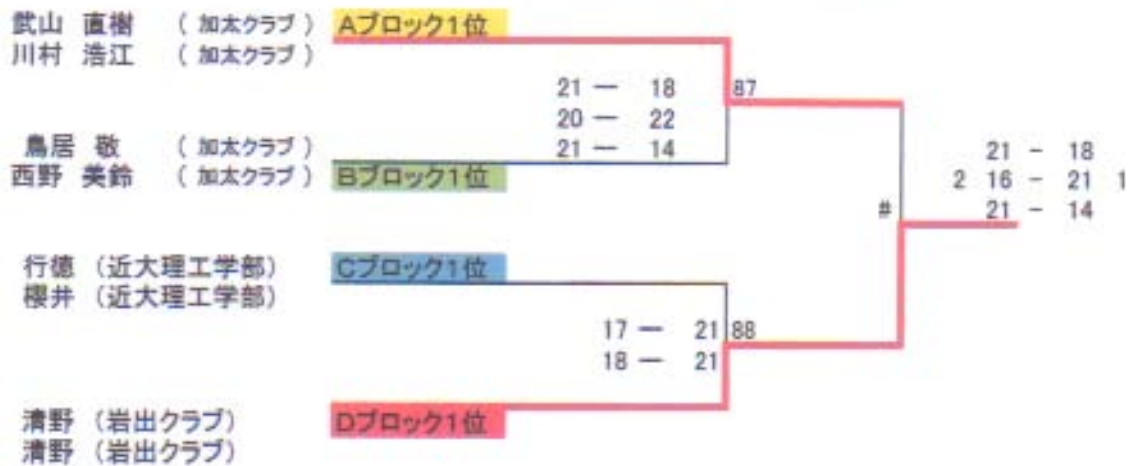 武山 直樹 （ 加太クラブ ） Aブロック1位
川村 浩江 （ 加太クラブ ）
21 ー 18 87
20 ー 22
21 ー 14
鳥居 敬 （ 加太クラブ ）
西野 美鈴 （ 加太クラブ ） Bブロック1位
21 － 18
2 16 － 21 1
21 － 14
#
行徳 （近大理工学部） Cブロック1位
櫻井 （近大理工学部）
17 ー 21 88
18 ー 21
清野 （岩出クラブ） Dブロック1位
清野 （岩出クラブ）